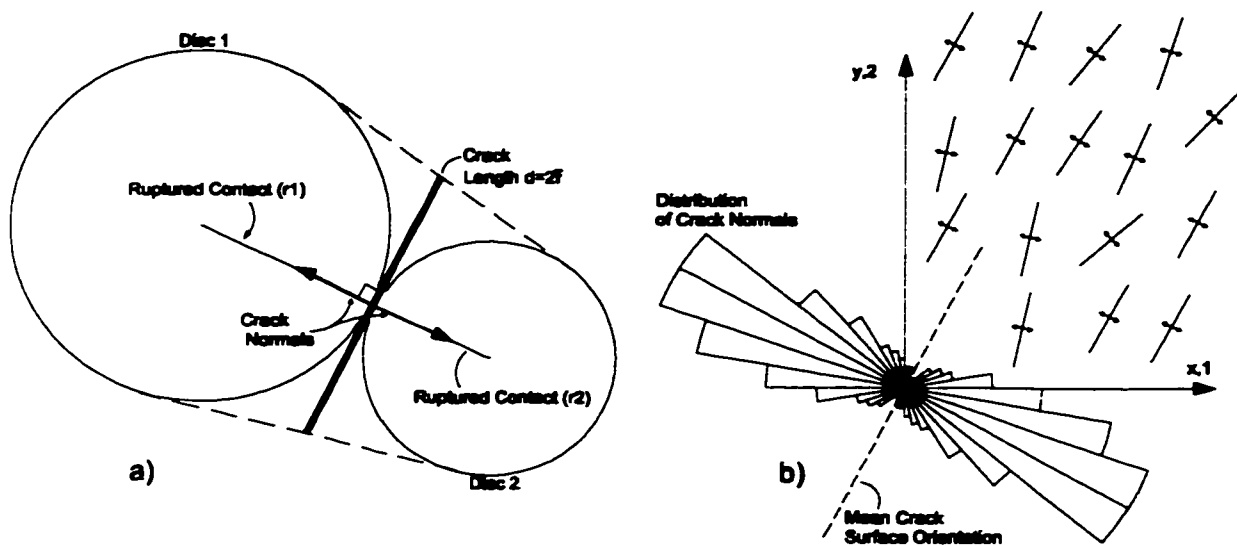 Disc 1
Crack
Length d=2r̅
Ruptured Contact (r1)
Crack
Normals
Ruptured Contact (r2)
Disc 2
a)
y,2
Distribution
of Crack Normals
x,1
b)
Mean Crack
Surface Orientation